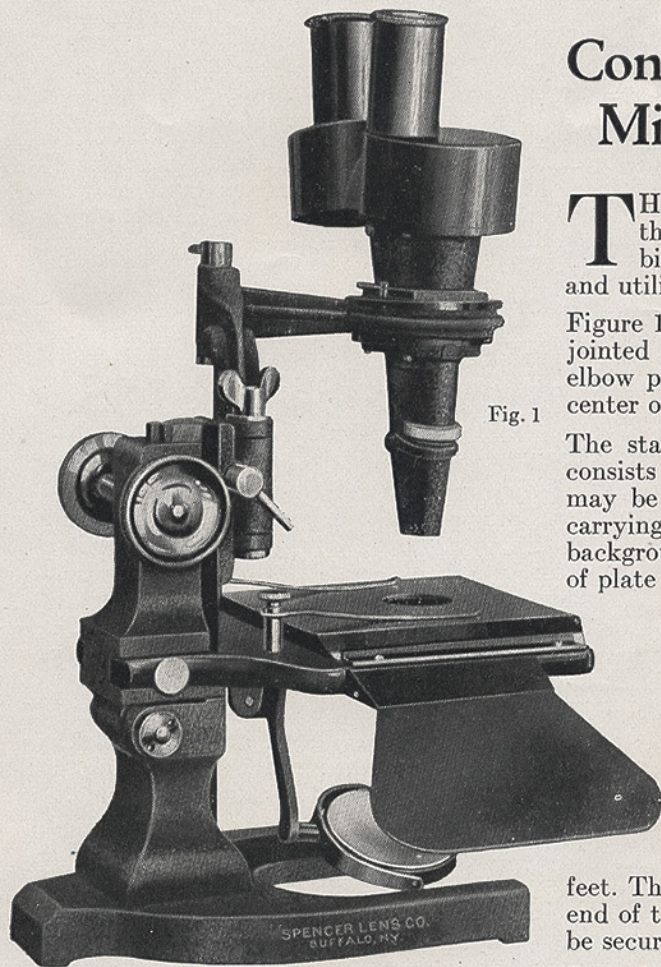 Con
Mi
TH
th
bi
and utili
Figure 1
jointed
elbow p
center o
Fig. 1
The sta
consists
may be
carrying
backgrou
of plate
feet. Th
end of t
be secur
SPENCER LENS CO.
BUFFALO, N.Y.